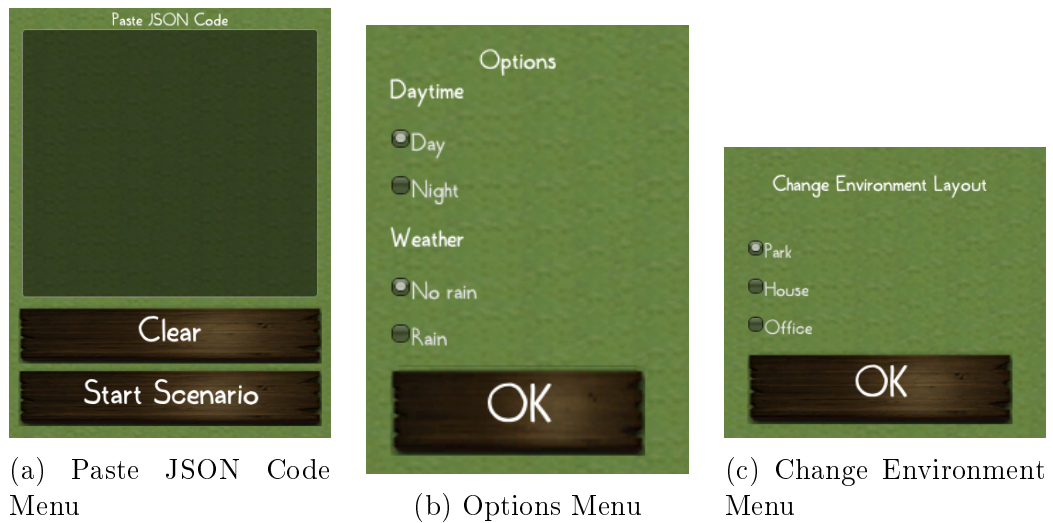 Paste JSON Code
Clear
Start Scenario
(a) Paste JSON Code
Menu
Options
Daytime
Day
Night
Weather
No rain
Rain
OK
(b) Options Menu
Change Environment Layout
Park
House
Office
OK
(c) Change Environment
Menu